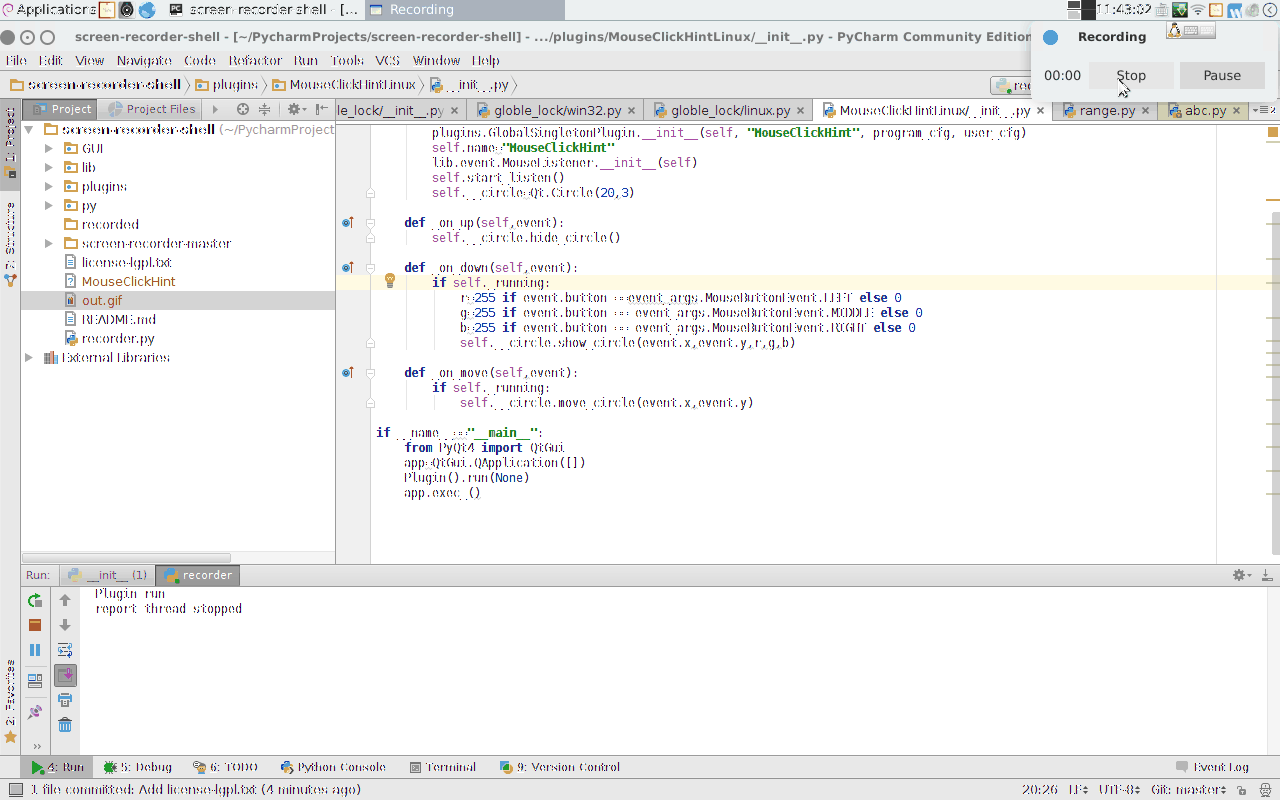 Applications
screen-recorder-shell - [...
Recording
11:43:02
screen-recorder-shell - [~/PycharmProjects/screen-recorder-shell] - .../plugins/MouseClickHintLinux/__init__.py - PyCharm Community Edition
Recording
File Edit View Navigate Code Refactor Run Tools VCS Window Help
00:00 Stop Pause
screen-recorder-shell plugins MouseClickHintLinux __init__.py
1: Project
Project Project Files
le_lock/__init__.py globle_lock/win32.py globle_lock/linux.py MouseClickHintLinux/__init__.py range.py abc.py
screen-recorder-shell (~/PycharmProject
GUI
lib
plugins
py
recorded
screen-recorder-master
license-lgpl.txt
MouseClickHint
out.gif
README.md
recorder.py
External Libraries
7: Structure
plugins.GlobalSingletonPlugin.__init__(self, "MouseClickHint", program_cfg, user_cfg)
self.name="MouseClickHint"
lib.event.MouseListener.__init__(self)
self.start_listen()
self.__circle=Qt.Circle(20,3)
def _on_up(self,event):
self.__circle.hide_circle()
def _on_down(self,event):
if self._running:
r=255 if event.button ==event_args.MouseButtonEvent.LEFT else 0
g=255 if event.button == event_args.MouseButtonEvent.MIDDLE else 0
b=255 if event.button == event_args.MouseButtonEvent.RIGHT else 0
self.__circle.show_circle(event.x,event.y,r,g,b)
def _on_move(self,event):
if self._running:
self.__circle.move_circle(event.x,event.y)
if __name__=="__main__":
from PyQt4 import QtGui
app=QtGui.QApplication([])
Plugin().run(None)
app.exec_()
Run: __init__ (1) recorder
Plugin run
report thread stopped
2: Favorites
4: Run 5: Debug 6: TODO Python Console Terminal 9: Version Control Event Log
1 file committed: Add license-lgpl.txt (4 minutes ago) 20:26 LF UTF-8 Git: master